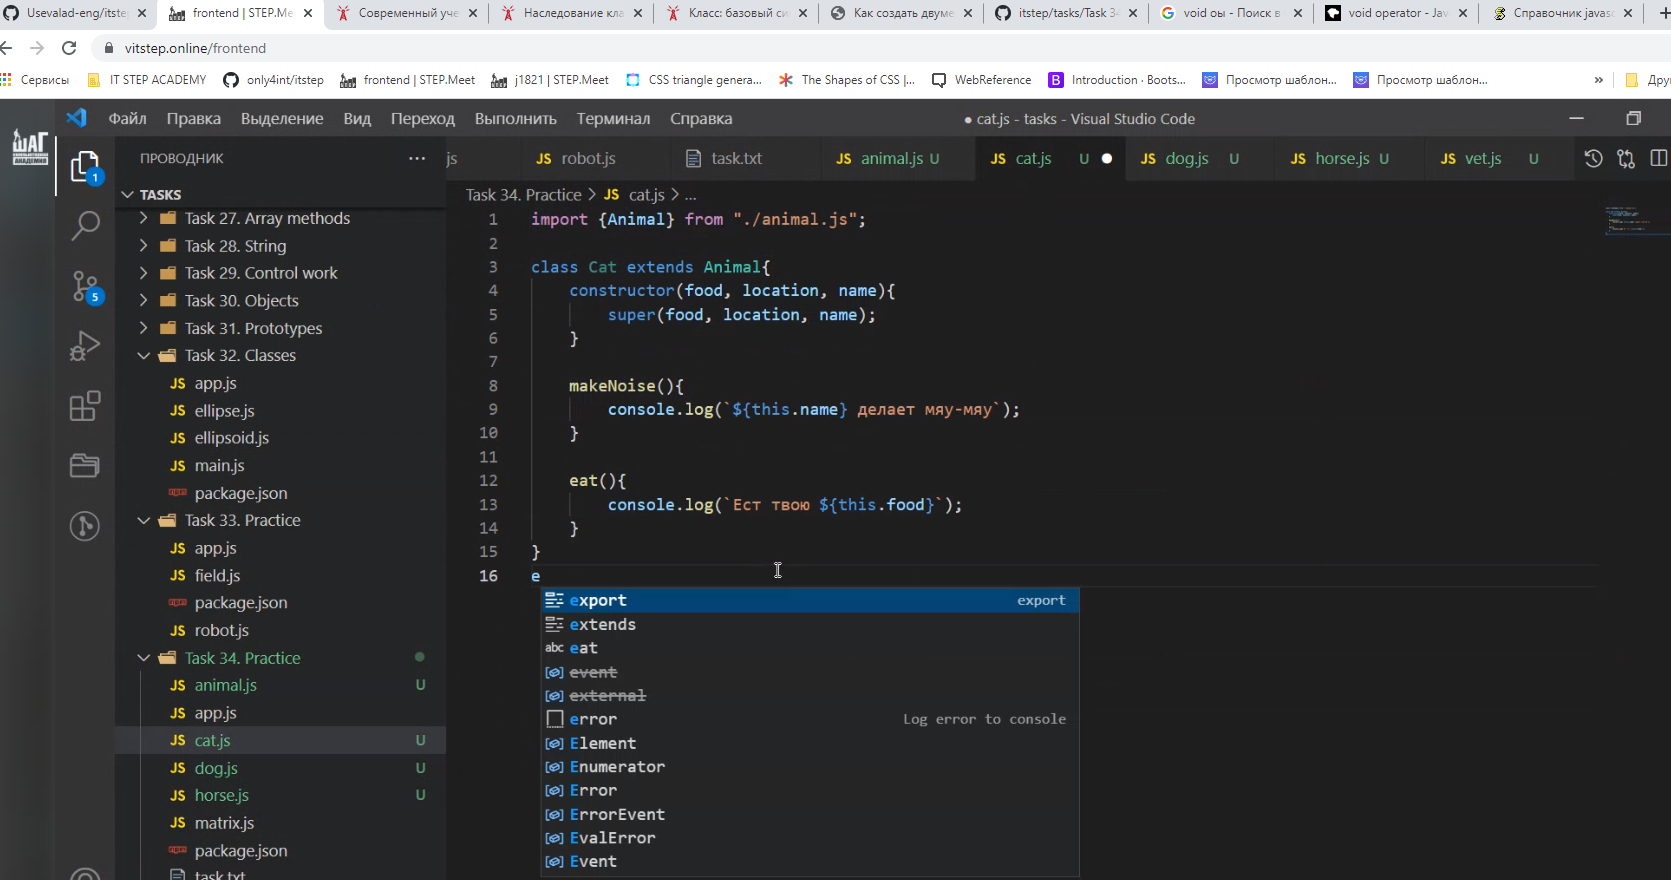 Usevalad-eng/itste
frontend | STEP.Me
Современный уче
Наследование кла
Класс: базовый си
Как создать двуме
itstep/tasks/Task 34
void оы - Поиск в
void operator - Jav
Справочник javasc
vitstep.online/frontend
Сервисы
IT STEP ACADEMY
only4int/itstep
frontend | STEP.Meet
j1821 | STEP.Meet
CSS triangle genera...
The Shapes of CSS |...
WebReference
Introduction · Boots...
Просмотр шаблон...
Просмотр шаблон...
»
Дру
ШАГ
КОМПЬЮТЕРНАЯ
АКАДЕМИЯ
Файл Правка Выделение Вид Переход Выполнить Терминал Справка
● cat.js - tasks - Visual Studio Code
ПРОВОДНИК ...
js
JS robot.js
task.txt
JS animal.js U
JS cat.js U
JS dog.js U
JS horse.js U
JS vet.js U
1
5
TASKS
Task 27. Array methods
Task 28. String
Task 29. Control work
Task 30. Objects
Task 31. Prototypes
Task 32. Classes
JS app.js
JS ellipse.js
JS ellipsoid.js
JS main.js
package.json
Task 33. Practice
JS app.js
JS field.js
package.json
JS robot.js
Task 34. Practice
JS animal.js U
JS app.js
JS cat.js U
JS dog.js U
JS horse.js U
JS matrix.js
package.json
task.txt
Task 34. Practice > JS cat.js > ...
1 import {Animal} from "./animal.js";
2
3 class Cat extends Animal{
4 constructor(food, location, name){
5 super(food, location, name);
6 }
7
8 makeNoise(){
9 console.log(`${this.name} делает мяу-мяу`);
10 }
11
12 eat(){
13 console.log(`Ест твою ${this.food}`);
14 }
15 }
16 e
export export
extends
abc eat
event
external
error Log error to console
Element
Enumerator
Error
ErrorEvent
EvalError
Event